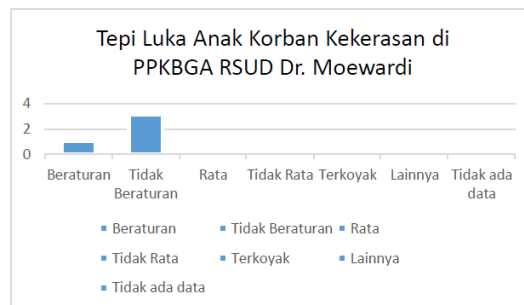 Tepi Luka Anak Korban Kekerasan di
PPKBGA RSUD Dr. Moewardi
4
2
0
Beraturan Tidak Beraturan Rata Tidak Rata Terkoyak Lainnya Tidak ada data
Beraturan Tidak Beraturan Rata
Tidak Rata Terkoyak Lainnya
Tidak ada data